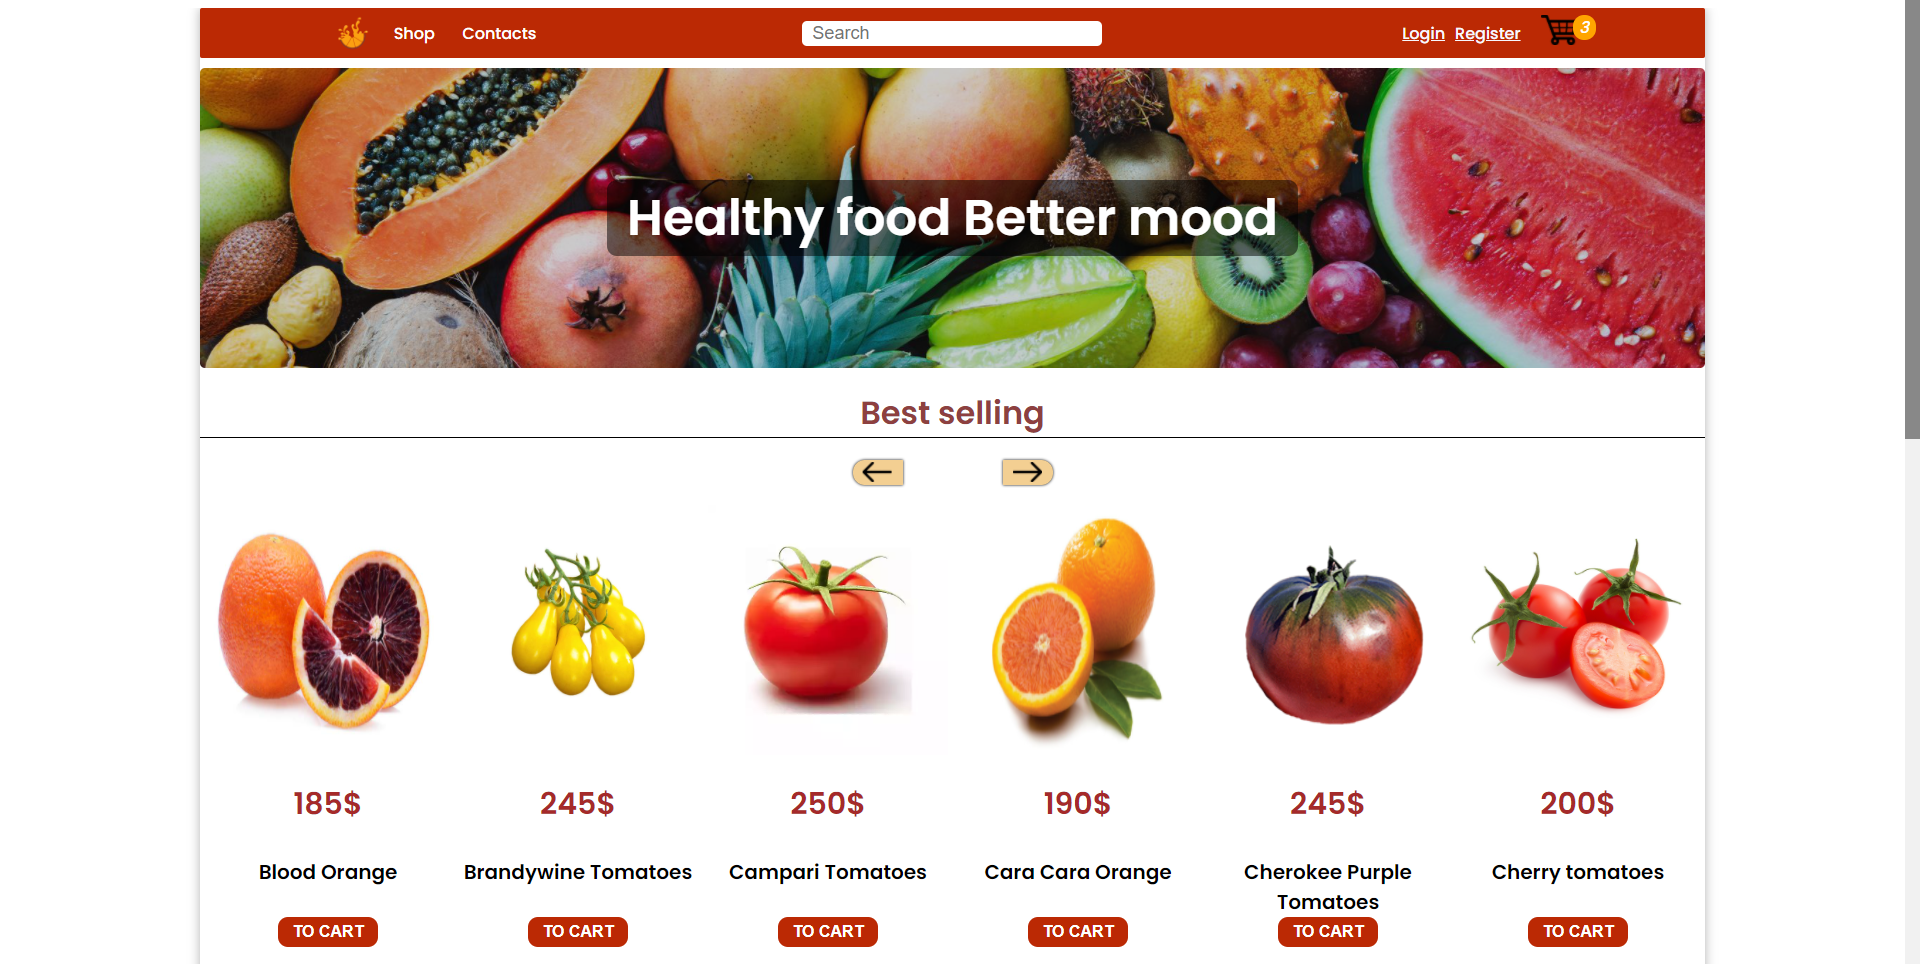 Shop Contacts Search Login Register 3
Healthy food Better mood
Best selling
185$ 245$ 250$ 190$ 245$ 200$
Blood Orange Brandywine Tomatoes Campari Tomatoes Cara Cara Orange Cherokee Purple Cherry tomatoes
Tomatoes
TO CART TO CART TO CART TO CART TO CART TO CART